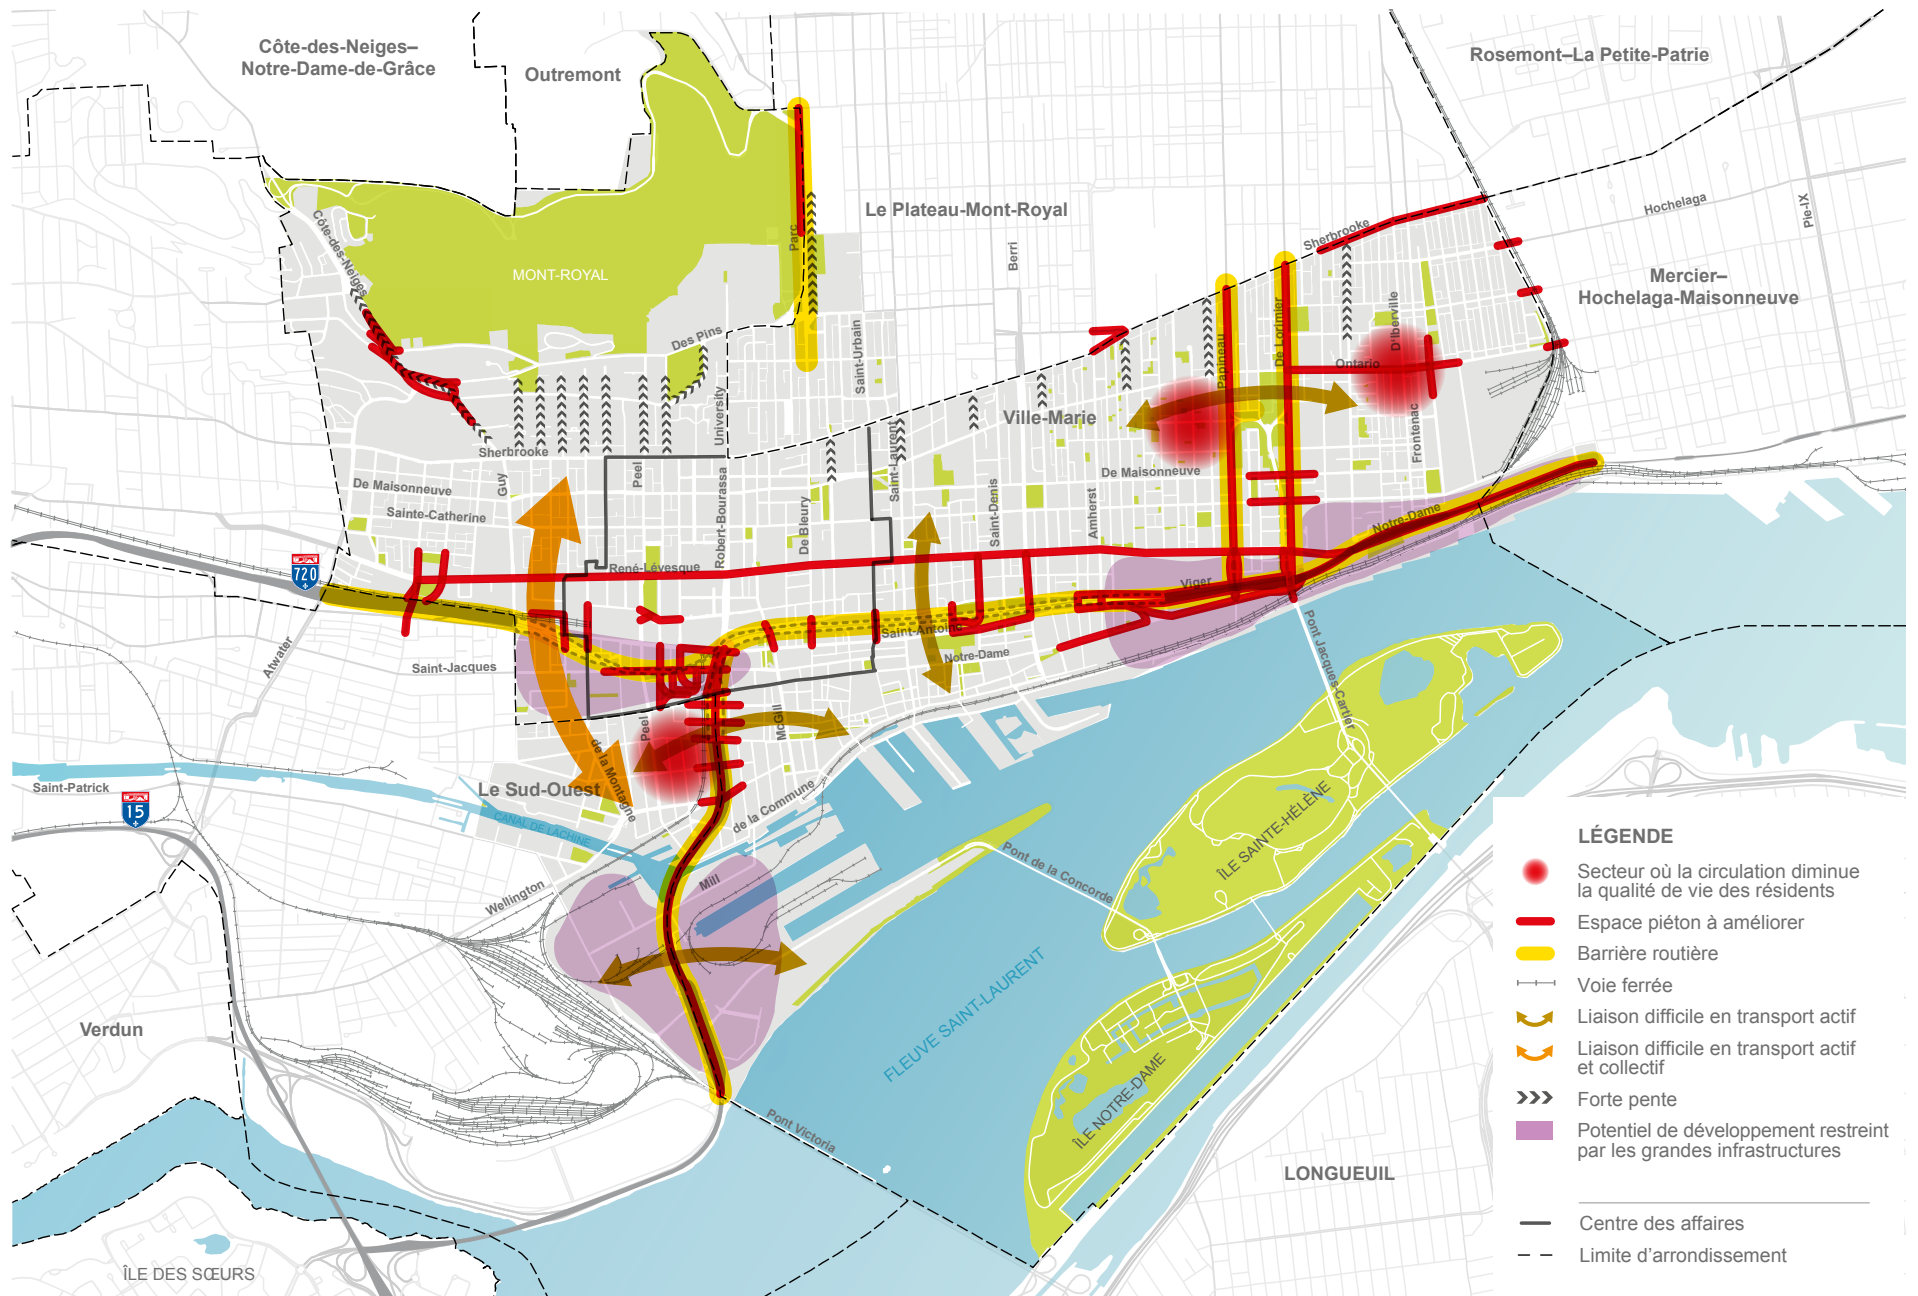 Côte-des-Neiges–
Notre-Dame-de-Grâce
Outremont
Rosemont–La Petite-Patrie
Le Plateau-Mont-Royal
Hochelaga
Pie-IX
Mercier–
Hochelaga-Maisonneuve
Côte-des-Neiges
MONT-ROYAL
Parc
Berri
Sherbrooke
Des Pins
Saint-Urbain
Papineau
De Lorimier
D'Iberville
Ontario
University
Ville-Marie
Sherbrooke
Guy
Peel
Saint-Laurent
Frontenac
De Maisonneuve
De Maisonneuve
Sainte-Catherine
Robert-Bourassa
De Bleury
Saint-Denis
Amherst
Notre-Dame
720
René-Lévesque
Viger
Saint-Antoine
Atwater
Saint-Jacques
Notre-Dame
Pont Jacques-Cartier
Peel
McGill
de la Montagne
Saint-Patrick
15
Le Sud-Ouest
CANAL DE LACHINE
de la Commune
ÎLE SAINTE-HÉLÈNE
Pont de la Concorde
Wellington
Mill
FLEUVE SAINT-LAURENT
Verdun
ÎLE NOTRE-DAME
Pont Victoria
LONGUEUIL
ÎLE DES SŒURS
LÉGENDE
Secteur où la circulation diminue
la qualité de vie des résidents
Espace piéton à améliorer
Barrière routière
Voie ferrée
Liaison difficile en transport actif
Liaison difficile en transport actif
et collectif
Forte pente
Potentiel de développement restreint
par les grandes infrastructures
Centre des affaires
Limite d'arrondissement